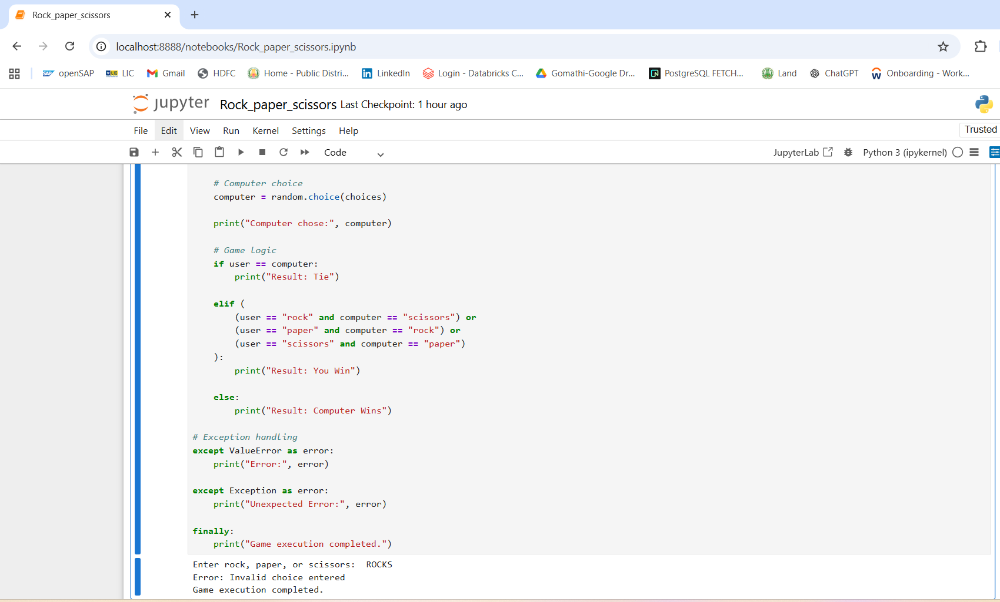 Rock_paper_scissors
localhost:8888/notebooks/Rock_paper_scissors.ipynb
openSAP LIC Gmail HDFC Home - Public Distri... LinkedIn Login - Databricks C... Gomathi-Google Dr... PostgreSQL FETCH... Land ChatGPT Onboarding - Work...
jupyter Rock_paper_scissors Last Checkpoint: 1 hour ago
File Edit View Run Kernel Settings Help Trusted
Code JupyterLab Python 3 (ipykernel)
# Computer choice
computer = random.choice(choices)
print("Computer chose:", computer)
# Game logic
if user == computer:
print("Result: Tie")
elif (
(user == "rock" and computer == "scissors") or
(user == "paper" and computer == "rock") or
(user == "scissors" and computer == "paper")
):
print("Result: You Win")
else:
print("Result: Computer Wins")
# Exception handling
except ValueError as error:
print("Error:", error)
except Exception as error:
print("Unexpected Error:", error)
finally:
print("Game execution completed.")
Enter rock, paper, or scissors:  ROCKS
Error: Invalid choice entered
Game execution completed.